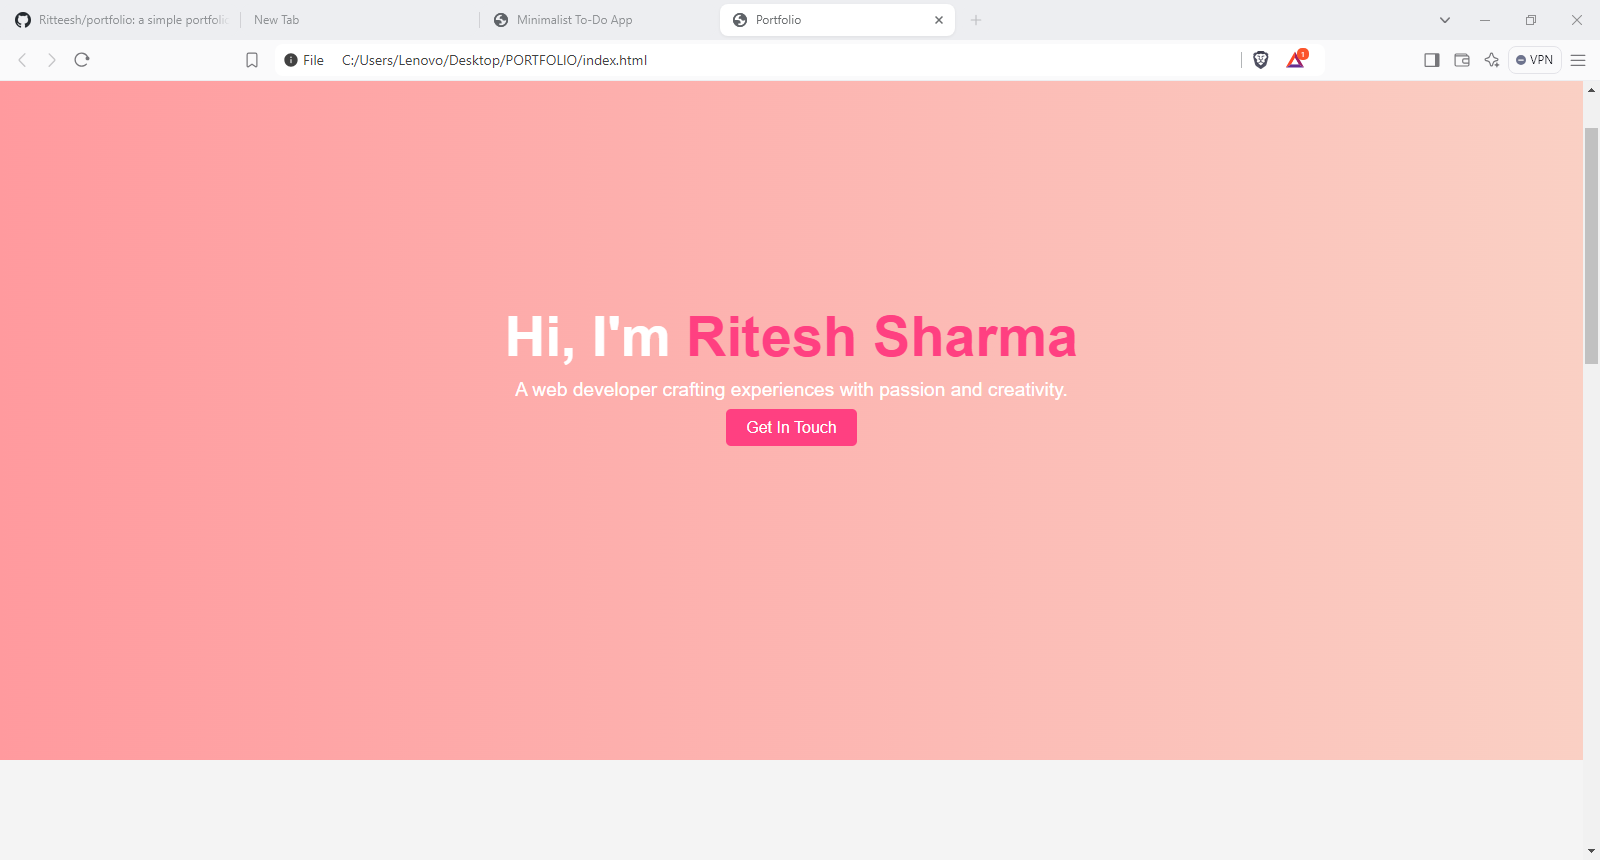 Ritteesh/portfolio: a simple portfolio
New Tab
Minimalist To-Do App
Portfolio
File C:/Users/Lenovo/Desktop/PORTFOLIO/index.html
1
VPN
Hi, I'm Ritesh Sharma
A web developer crafting experiences with passion and creativity.
Get In Touch